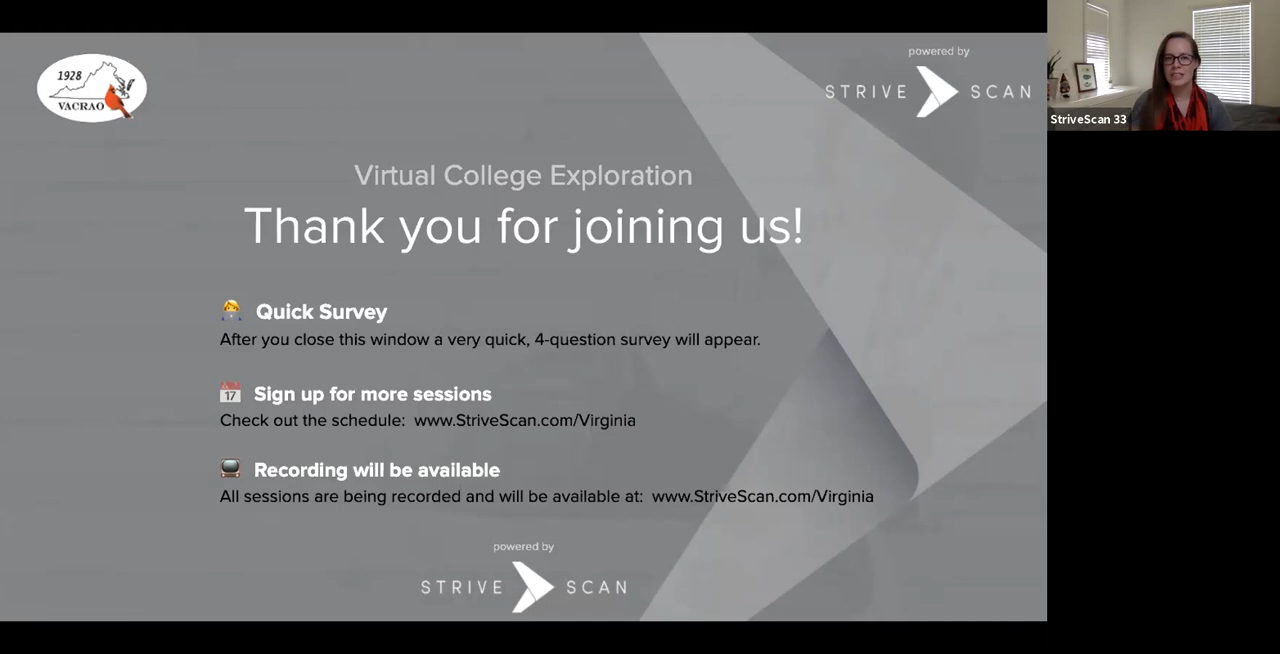 1928
VACRAO
powered by
STRIVE SCAN
StriveScan 33
Virtual College Exploration
Thank you for joining us!
Quick Survey
After you close this window a very quick, 4-question survey will appear.
17
Sign up for more sessions
Check out the schedule: www.StriveScan.com/Virginia
Recording will be available
All sessions are being recorded and will be available at: www.StriveScan.com/Virginia
powered by
STRIVE SCAN